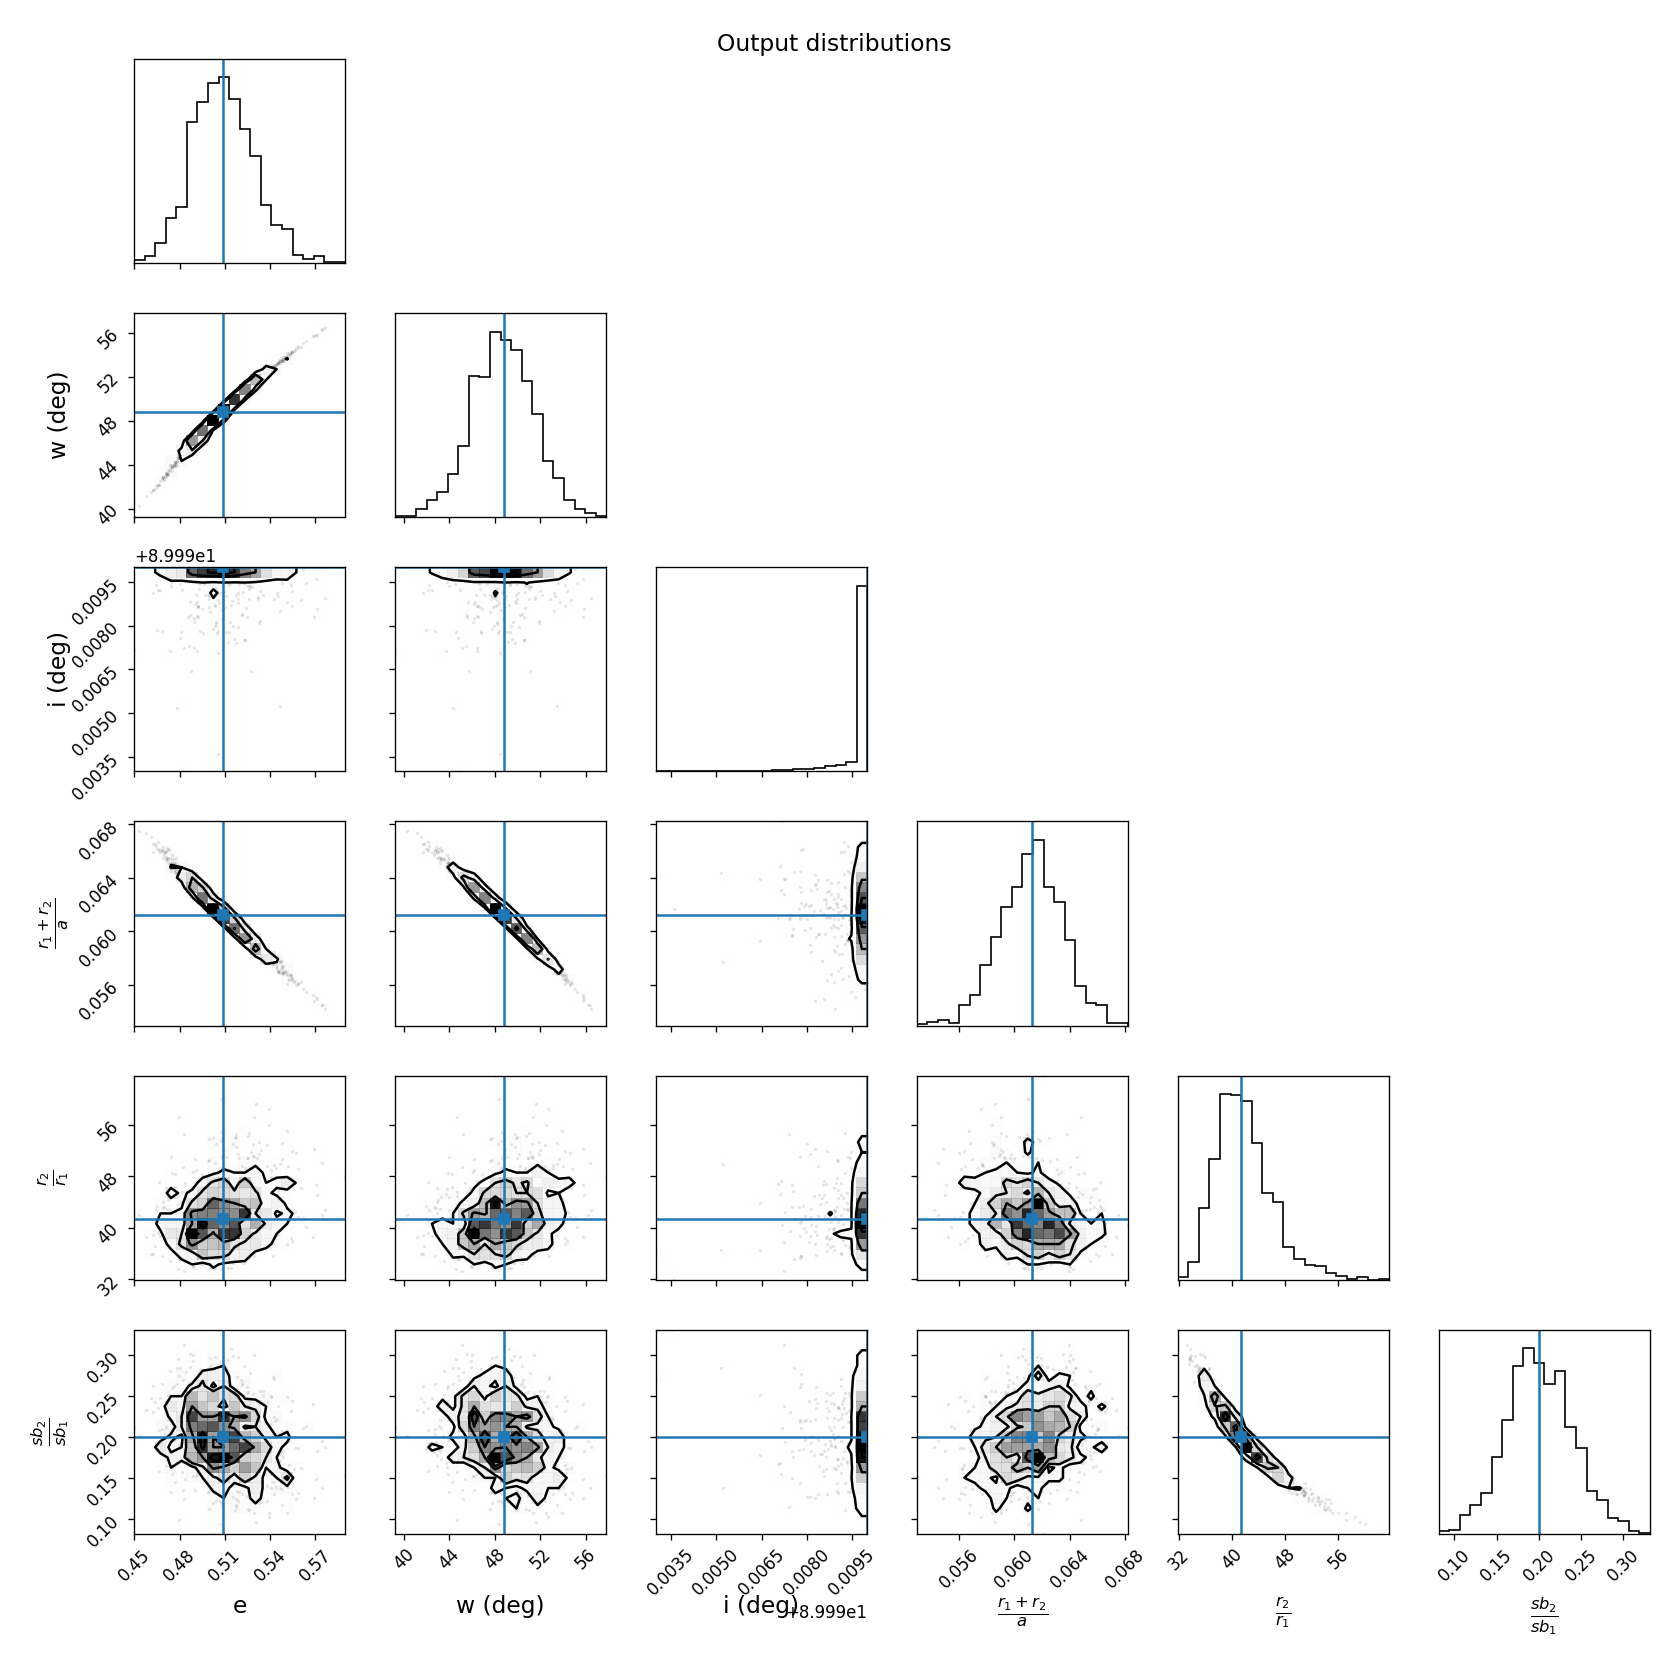 Output distributions
w (deg)
56
52
48
44
40
+8.999e1
i (deg)
0.0095
0.0080
0.0065
0.0050
0.0035
r₁ + r₂
a
0.068
0.064
0.060
0.056
r₂
r₁
56
48
40
32
sb₂
sb₁
0.30
0.25
0.20
0.15
0.10
0.45 0.48 0.51 0.54 0.57
40 44 48 52 56
0.0035 0.0050 0.0065 0.0080 0.0095
0.056 0.060 0.064 0.068
32 40 48 56
0.10 0.15 0.20 0.25 0.30
e
w (deg)
i (deg)
+8.999e1
r₁ + r₂
a
r₂
r₁
sb₂
sb₁